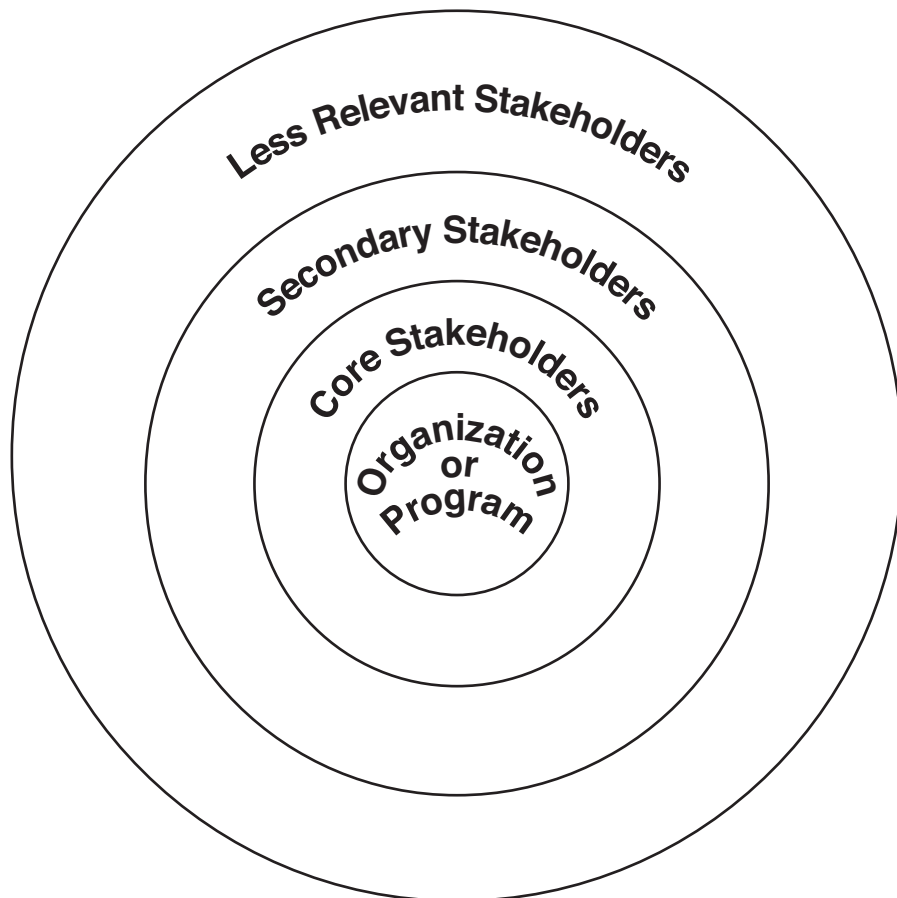 Less Relevant Stakeholders
Secondary Stakeholders
Core Stakeholders
Organization
or
Program